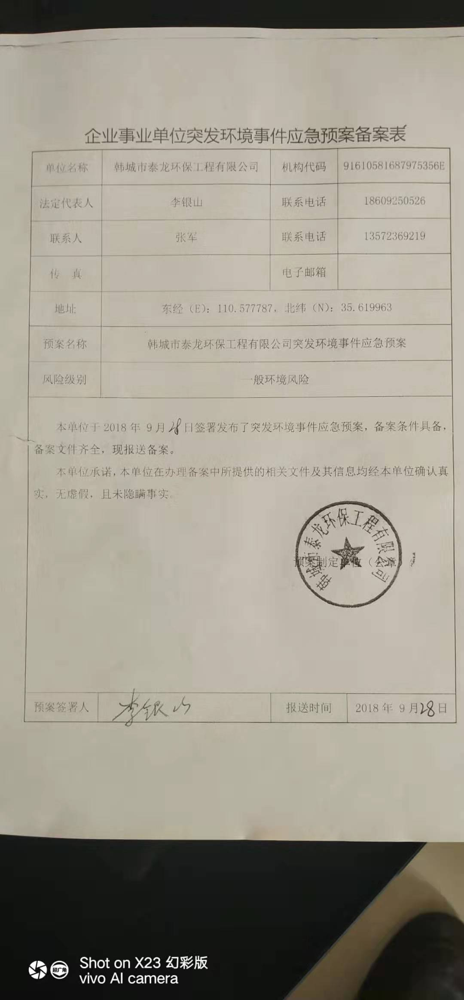 企业事业单位突发环境事件应急预案备案表
单位名称 韩城市泰龙环保工程有限公司 机构代码 91610581687975356E
法定代表人 李银山 联系电话 18609250526
联系人 张军 联系电话 13572369219
传 真 电子邮箱
地址 东经（E）：110.577787，北纬（N）：35.619963
预案名称 韩城市泰龙环保工程有限公司突发环境事件应急预案
风险级别 一般环境风险
本单位于 2018 年 9 月 28 日签署发布了突发环境事件应急预案，备案条件具备，
备案文件齐全，现报送备案。
本单位承诺，本单位在办理备案中所提供的相关文件及其信息均经本单位确认真
实，无虚假，且未隐瞒事实。
韩城市泰龙环保工程有限公司
预案制定单位（公章）
预案签署人 李银山 报送时间 2018 年 9 月 28 日
超广角
Shot on X23 幻彩版
vivo AI camera